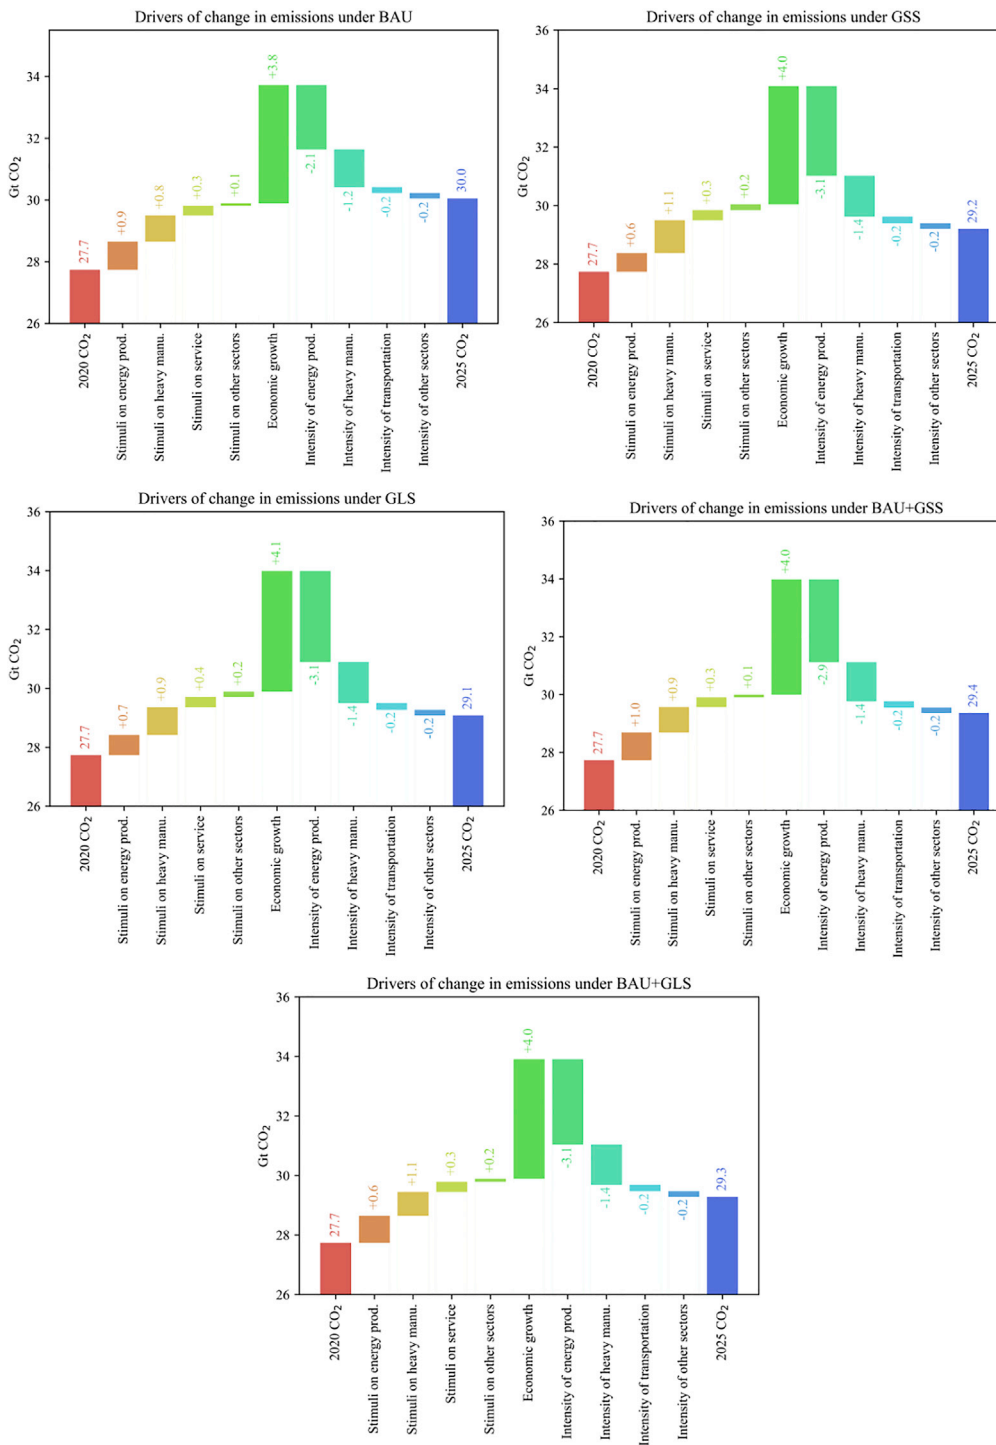 Drivers of change in emissions under BAU
Gt CO₂
34
32
30
28
26
27.7
+0.9
+0.8
+0.3
+0.1
+3.8
-2.1
-1.2
-0.2
-0.2
30.0
2020 CO₂
Stimuli on energy prod.
Stimuli on heavy manu.
Stimuli on service
Stimuli on other sectors
Economic growth
Intensity of energy prod.
Intensity of heavy manu.
Intensity of transportation
Intensity of other sectors
2025 CO₂
Drivers of change in emissions under GSS
Gt CO₂
36
34
32
30
28
26
27.7
+0.6
+1.1
+0.3
+0.2
+4.0
-3.1
-1.4
-0.2
-0.2
29.2
2020 CO₂
Stimuli on energy prod.
Stimuli on heavy manu.
Stimuli on service
Stimuli on other sectors
Economic growth
Intensity of energy prod.
Intensity of heavy manu.
Intensity of transportation
Intensity of other sectors
2025 CO₂
Drivers of change in emissions under GLS
Gt CO₂
36
34
32
30
28
26
27.7
+0.7
+0.9
+0.4
+0.2
+4.1
-3.1
-1.4
-0.2
-0.2
29.1
2020 CO₂
Stimuli on energy prod.
Stimuli on heavy manu.
Stimuli on service
Stimuli on other sectors
Economic growth
Intensity of energy prod.
Intensity of heavy manu.
Intensity of transportation
Intensity of other sectors
2025 CO₂
Drivers of change in emissions under BAU+GSS
Gt CO₂
36
34
32
30
28
26
27.7
+1.0
+0.9
+0.3
+0.1
+4.0
-2.9
-1.4
-0.2
-0.2
29.4
2020 CO₂
Stimuli on energy prod.
Stimuli on heavy manu.
Stimuli on service
Stimuli on other sectors
Economic growth
Intensity of energy prod.
Intensity of heavy manu.
Intensity of transportation
Intensity of other sectors
2025 CO₂
Drivers of change in emissions under BAU+GLS
Gt CO₂
36
34
32
30
28
26
27.7
+0.6
+1.1
+0.3
+0.2
+4.0
-3.1
-1.4
-0.2
-0.2
29.3
2020 CO₂
Stimuli on energy prod.
Stimuli on heavy manu.
Stimuli on service
Stimuli on other sectors
Economic growth
Intensity of energy prod.
Intensity of heavy manu.
Intensity of transportation
Intensity of other sectors
2025 CO₂